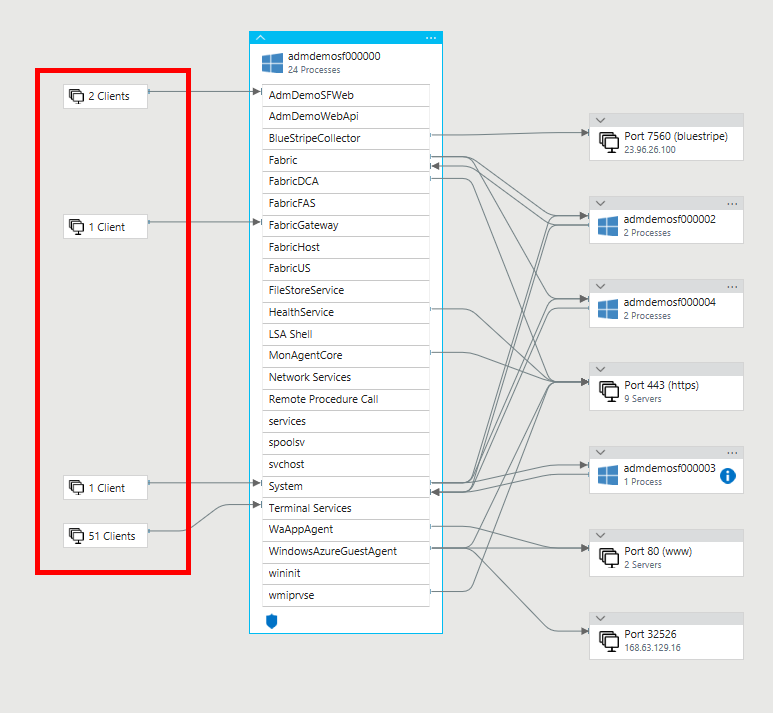 2 Clients
1 Client
1 Client
51 Clients
admdemosf000000
24 Processes
AdmDemoSFWeb
AdmDemoWebApi
BlueStripeCollector
Fabric
FabricDCA
FabricFAS
FabricGateway
FabricHost
FabricUS
FileStoreService
HealthService
LSA Shell
MonAgentCore
Network Services
Remote Procedure Call
services
spoolsv
svchost
System
Terminal Services
WaAppAgent
WindowsAzureGuestAgent
wininit
wmiprvse
Port 7560 (bluestripe)
23.96.26.100
admdemosf000002
2 Processes
admdemosf000004
2 Processes
Port 443 (https)
9 Servers
admdemosf000003
1 Process
Port 80 (www)
2 Servers
Port 32526
168.63.129.16